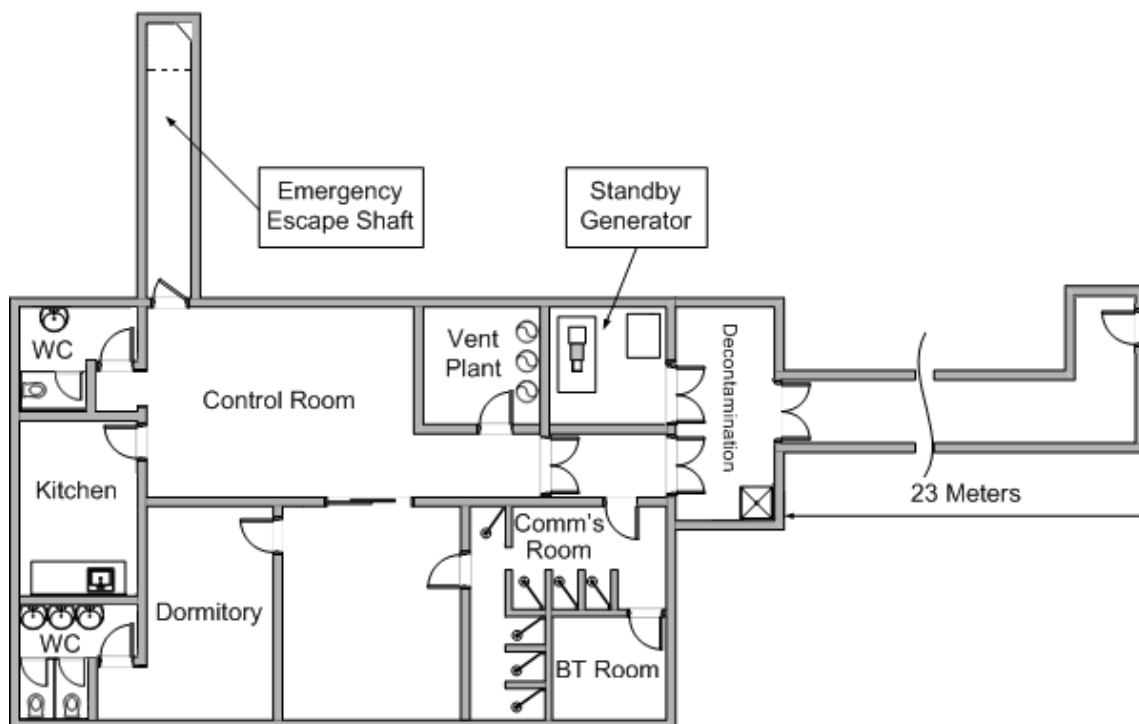 Emergency
Escape Shaft
Standby
Generator
WC
Vent
Plant
Control Room
Decontamination
Kitchen
23 Meters
Comm's
Room
Dormitory
WC
BT Room